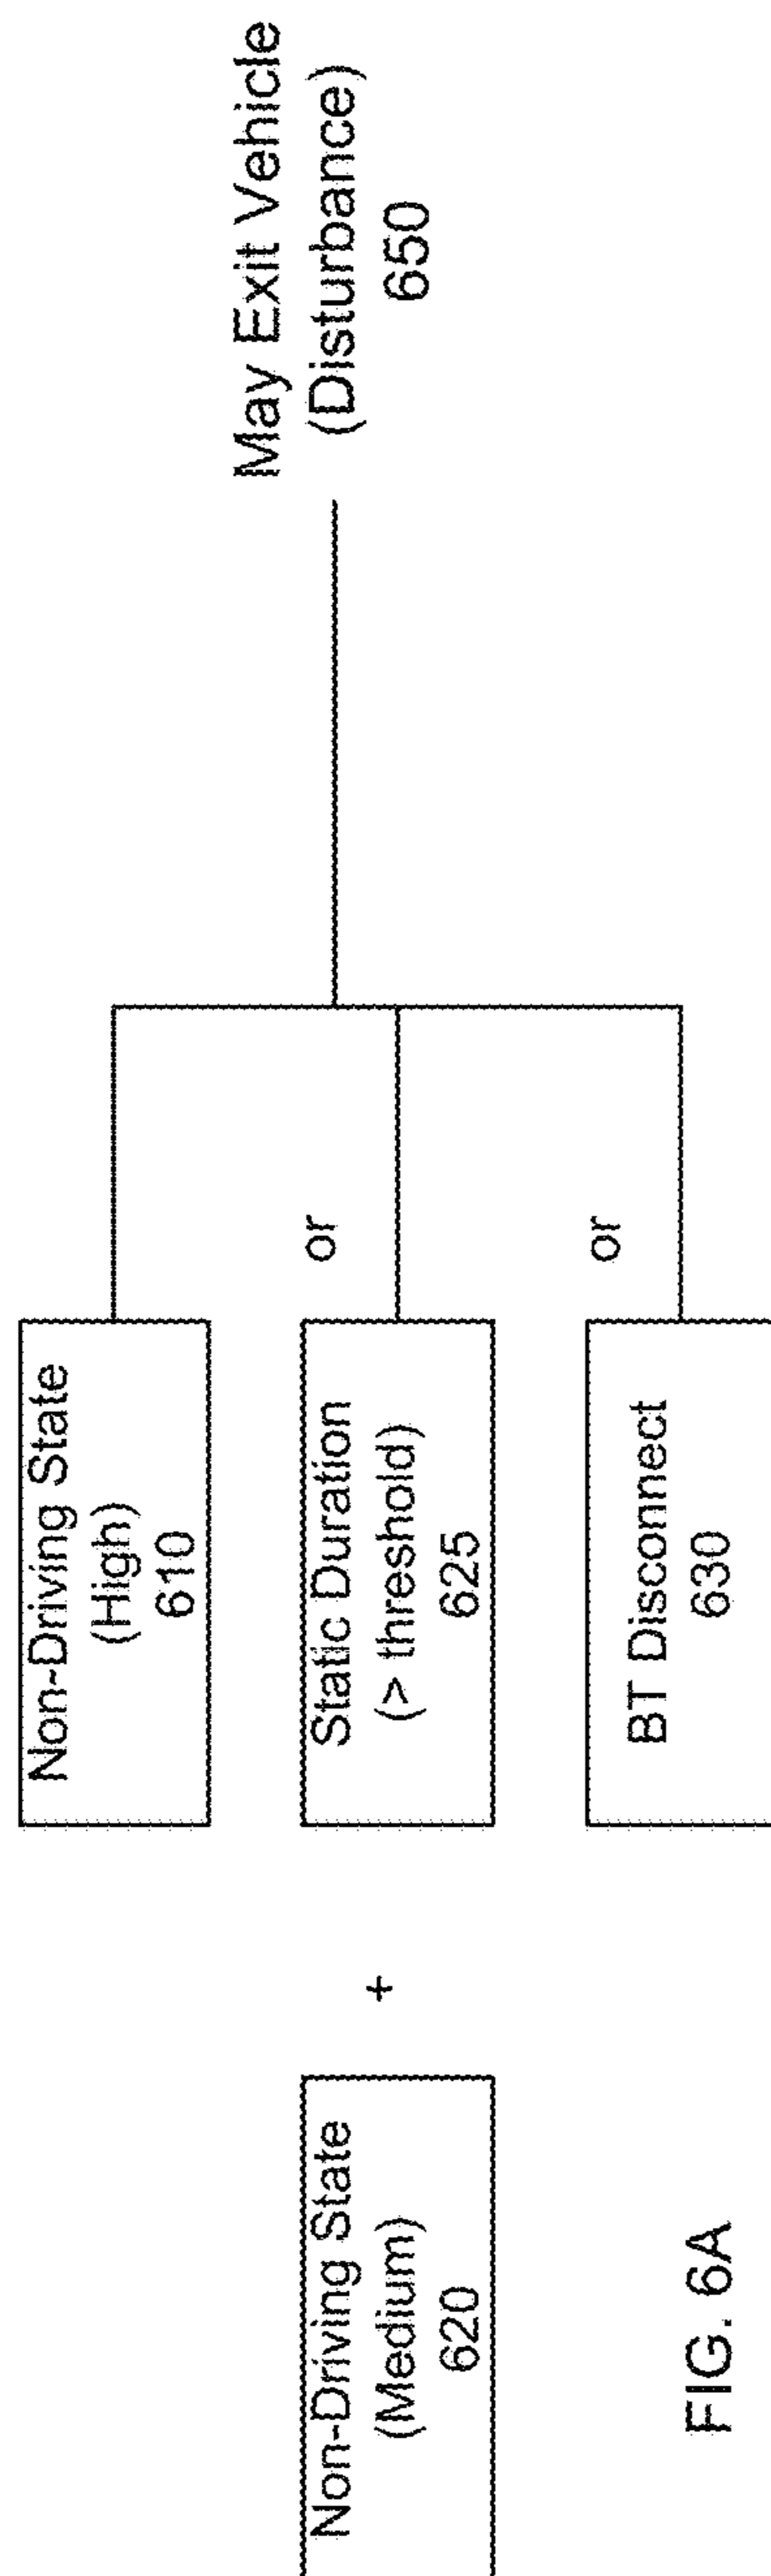 Non-Driving State
(High)
610
or
Non-Driving State
(Medium)
620
+
Static Duration
(> threshold)
625
or
BT Disconnect
630
May Exit Vehicle
(Disturbance)
650
FIG. 6A